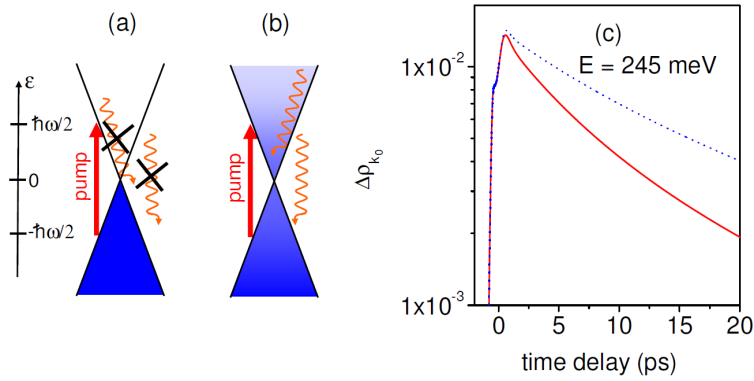 (a)
(b)
ε
ħω/2
0
-ħω/2
pump
pump
(c)
E = 245 meV
Δρk₀
1x10⁻²
1x10⁻³
0 5 10 15 20
time delay (ps)